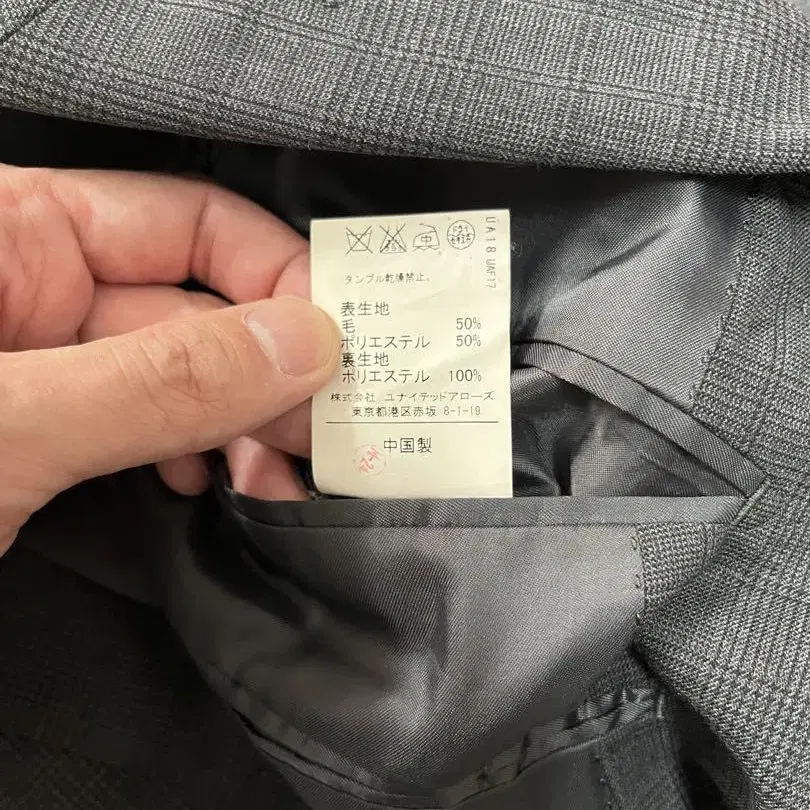 中
UA18 UAF17
タンブル乾燥禁止。
表生地
毛 50%
ポリエステル 50%
裏生地
ポリエステル 100%
株式会社 ユナイテッドアローズ
東京都港区赤坂 8-1-19
中国製